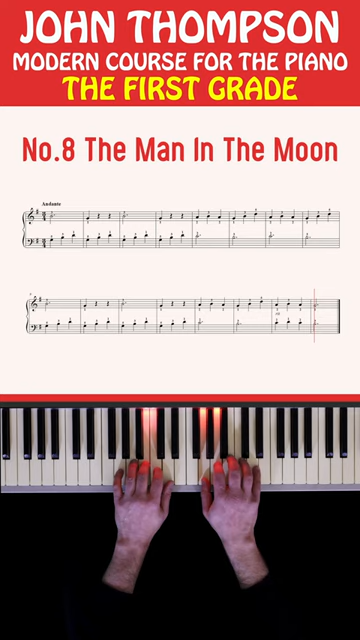 JOHN THOMPSON
MODERN COURSE FOR THE PIANO
THE FIRST GRADE
No.8 The Man In The Moon
Andante